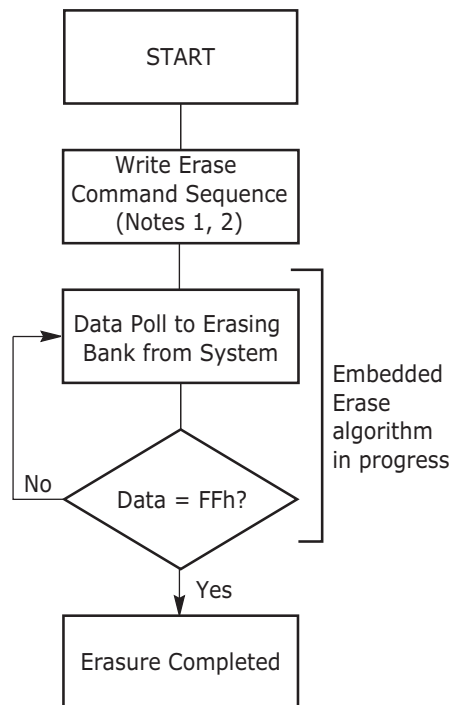 START
Write Erase
Command Sequence
(Notes 1, 2)
Data Poll to Erasing
Bank from System
Embedded
Erase
algorithm
in progress
No
Data = FFh?
Yes
Erasure Completed